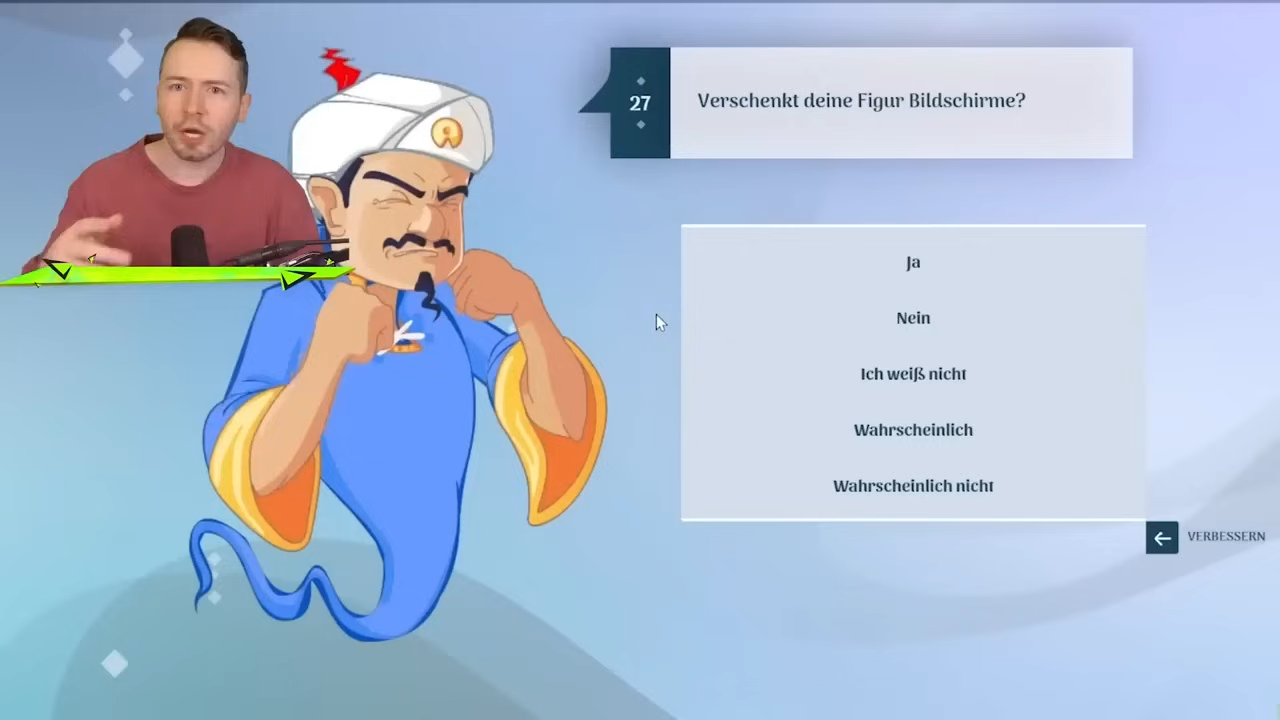 27
Verschenkt deine Figur Bildschirme?
Ja
Nein
Ich weiß nicht
Wahrscheinlich
Wahrscheinlich nicht
VERBESSERN